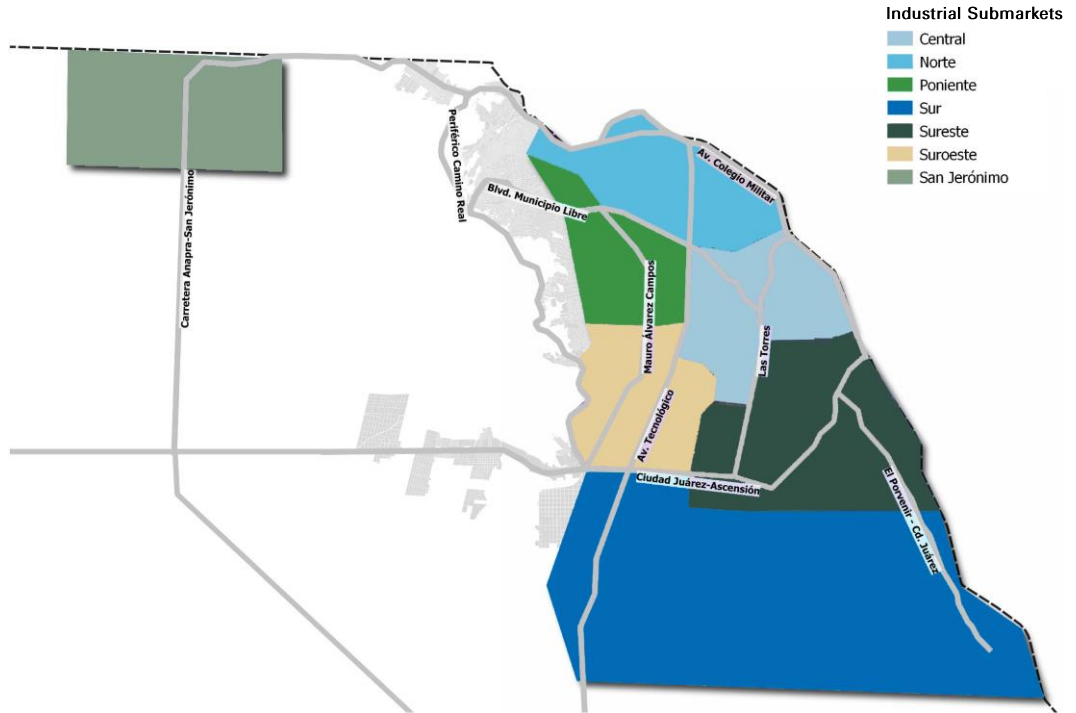 Industrial Submarkets
Central
Norte
Poniente
Sur
Sureste
Suroeste
San Jerónimo
Periférico Camino Real
Av. Colegio Militar
Blvd. Municipio Libre
Carretera Anapra-San Jerónimo
Mauro Álvarez Campos
Las Torres
Av. Tecnológico
Ciudad Juárez-Ascensión
El Porvenir - Cd. Juárez